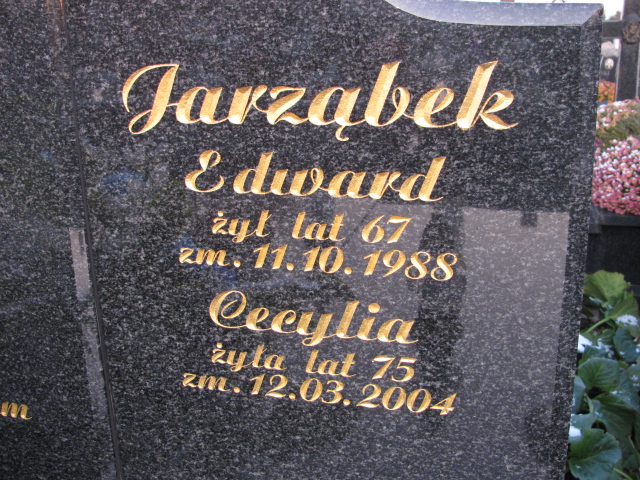 Jarząbek
Edward
żył lat 67
zm. 11.10.1988
Cecylia
żyła lat 75
zm. 12.03.2004
m